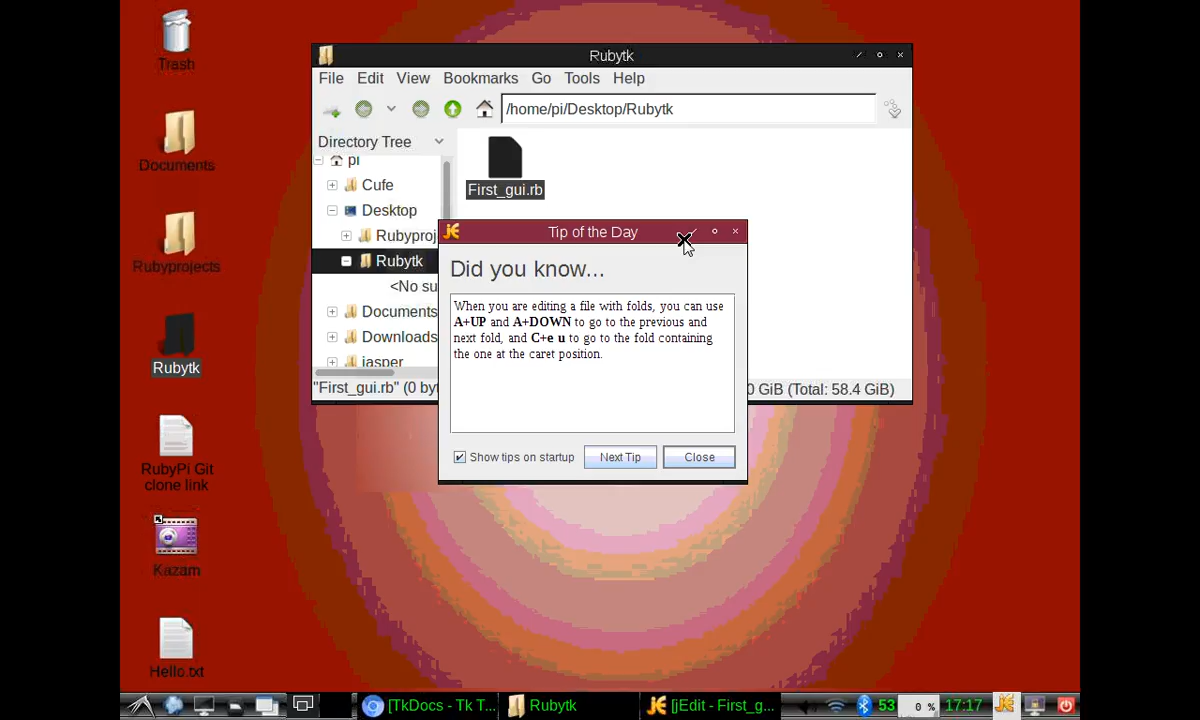 Trash
Documents
Rubyprojects
Rubytk
RubyPi Git
clone link
Kazam
Hello.txt
Rubytk
File Edit View Bookmarks Go Tools Help
/home/pi/Desktop/Rubytk
Directory Tree
pi
Cufe
Desktop
Rubyproj
Rubytk
<No su
Documents
Downloads
jasper
First_gui.rb
"First_gui.rb" (0 byt
0 GiB (Total: 58.4 GiB)
Tip of the Day
Did you know...
When you are editing a file with folds, you can use
A+UP and A+DOWN to go to the previous and
next fold, and C+e u to go to the fold containing
the one at the caret position.
Show tips on startup Next Tip Close
[TkDocs - Tk T... Rubytk [jEdit - First_g... 53 0 % 17:17